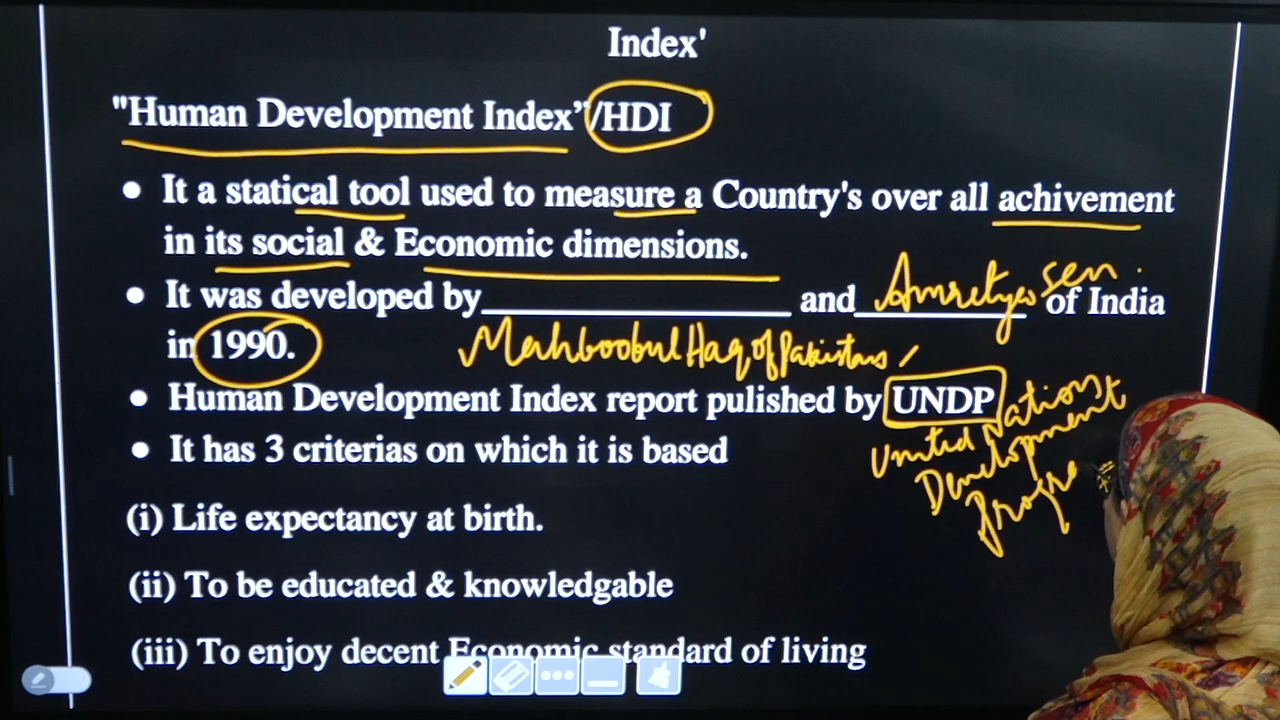 Index'
"Human Development Index"/HDI
• It a statical tool used to measure a Country's over all achivement
in its social & Economic dimensions.
• It was developed by__________ and Amretya sen. of India
in 1990. Mahboobul Haq of Pakistan
• Human Development Index report pulished by UNDP
United Nations
Development
Progra
• It has 3 criterias on which it is based
(i) Life expectancy at birth.
(ii) To be educated & knowledgable
(iii) To enjoy decent Economic standard of living